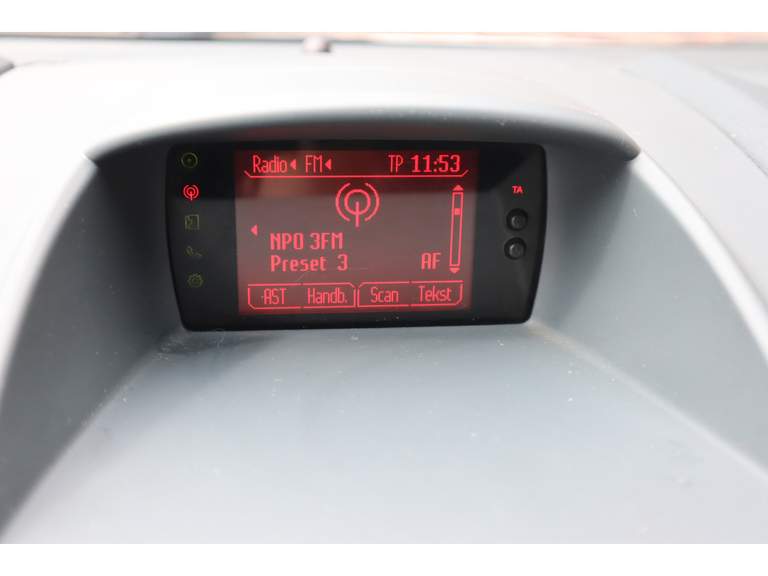 Radio FM TP 11:53
TA
NPO 3FM
Preset 3 AF
-AST Handb. Scan Tekst